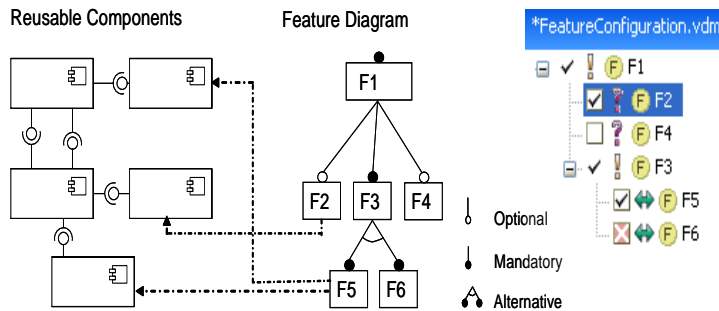 Reusable Components
Feature Diagram
F1
F2
F3
F4
F5
F6
Optional
Mandatory
Alternative
*FeatureConfiguration.vdm
! F F1
? F F2
? F F4
! F F3
F F5
F F6